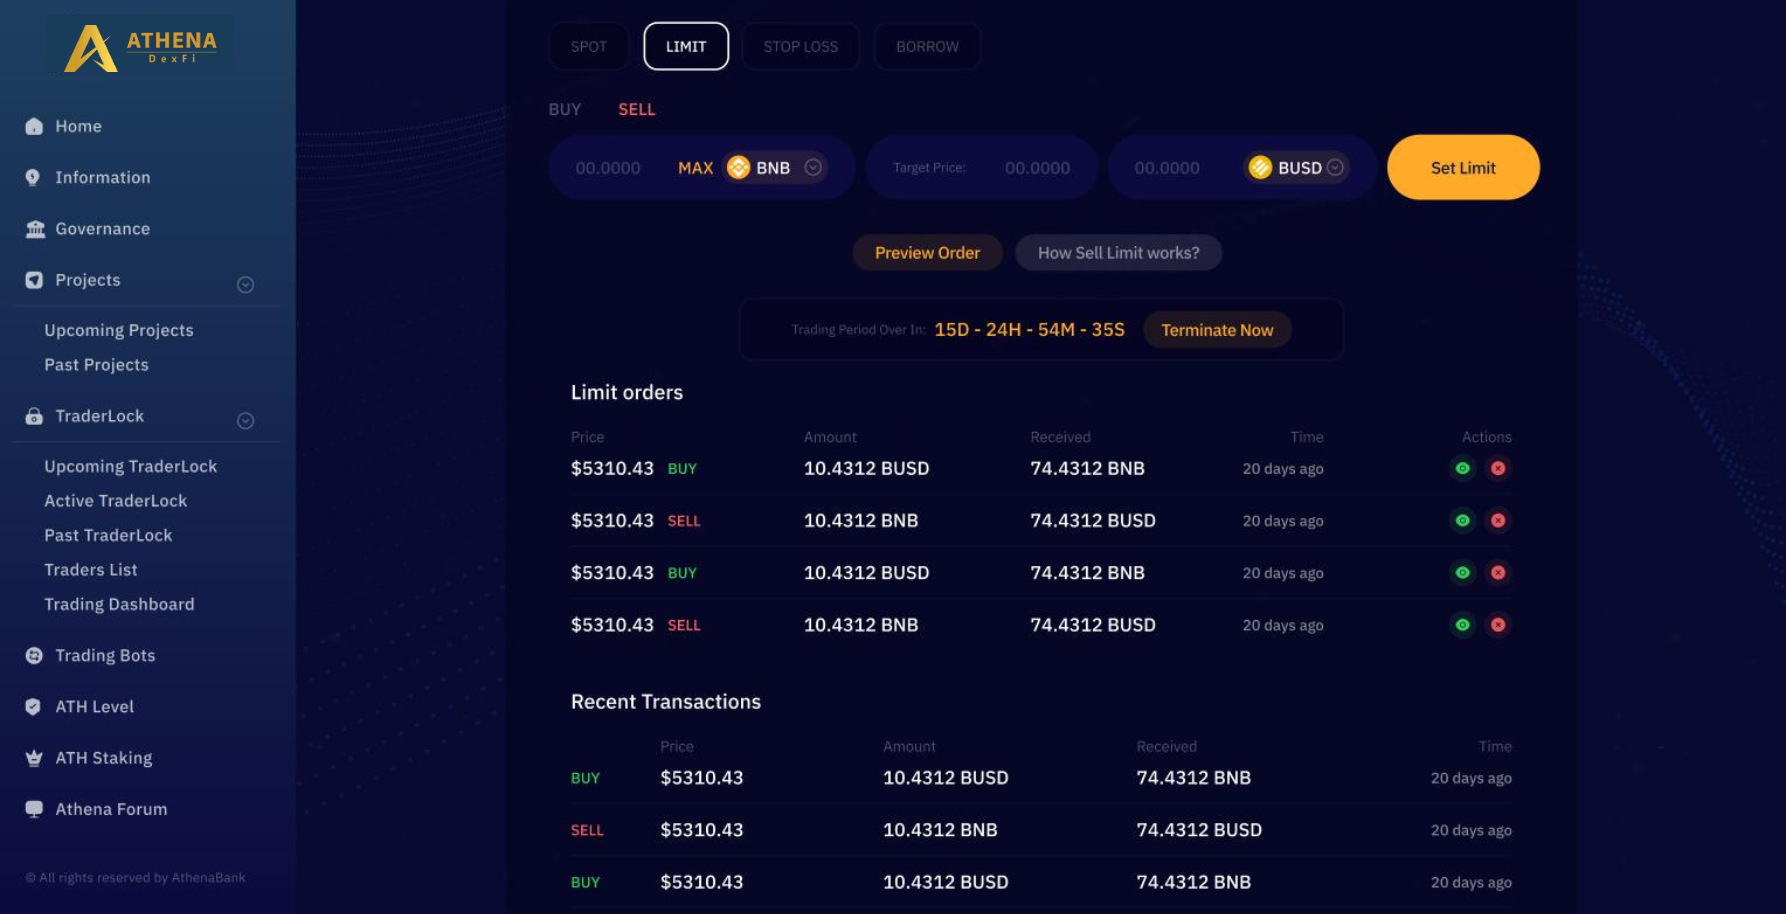 ATHENA
DexFi
Home
Information
Governance
Projects
Upcoming Projects
Past Projects
TraderLock
Upcoming TraderLock
Active TraderLock
Past TraderLock
Traders List
Trading Dashboard
Trading Bots
ATH Level
ATH Staking
Athena Forum
© All rights reserved by AthenaBank
SPOT LIMIT STOP LOSS BORROW
BUY SELL
00.0000 MAX BNB Target Price: 00.0000 00.0000 BUSD Set Limit
Preview Order How Sell Limit works?
Trading Period Over In: 15D - 24H - 54M - 35S Terminate Now
Limit orders
Price Amount Received Time Actions
$5310.43 BUY 10.4312 BUSD 74.4312 BNB 20 days ago
$5310.43 SELL 10.4312 BNB 74.4312 BUSD 20 days ago
$5310.43 BUY 10.4312 BUSD 74.4312 BNB 20 days ago
$5310.43 SELL 10.4312 BNB 74.4312 BUSD 20 days ago
Recent Transactions
Price Amount Received Time
BUY $5310.43 10.4312 BUSD 74.4312 BNB 20 days ago
SELL $5310.43 10.4312 BNB 74.4312 BUSD 20 days ago
BUY $5310.43 10.4312 BUSD 74.4312 BNB 20 days ago